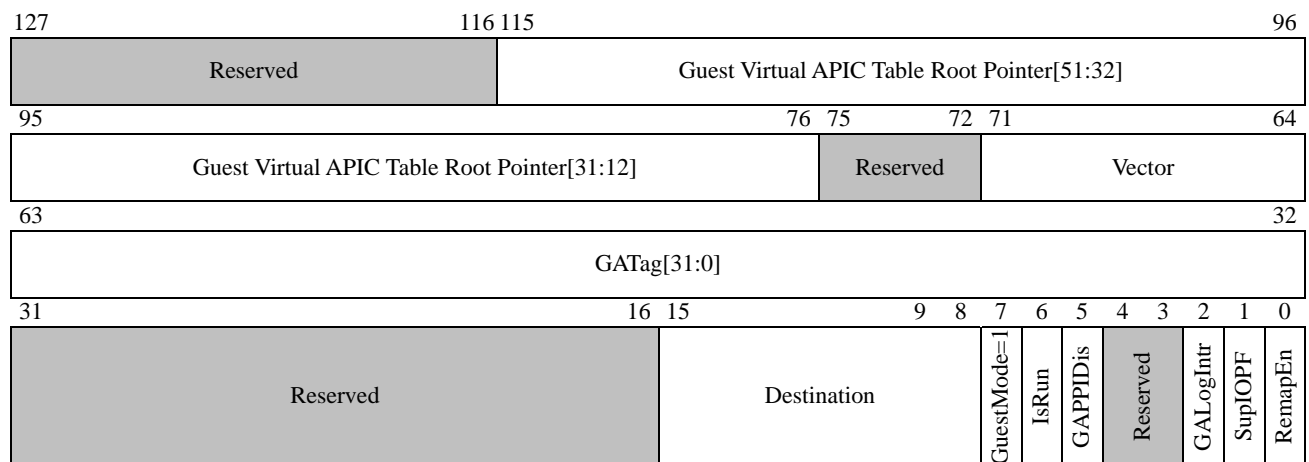 127 116 115 96
Reserved Guest Virtual APIC Table Root Pointer[51:32]
95 76 75 72 71 64
Guest Virtual APIC Table Root Pointer[31:12] Reserved Vector
63 32
GATag[31:0]
31 16 15 9 8 7 6 5 4 3 2 1 0
Reserved Destination GuestMode=1 IsRun GAPPIDis Reserved GALogIntr SupIOPF RemapEn